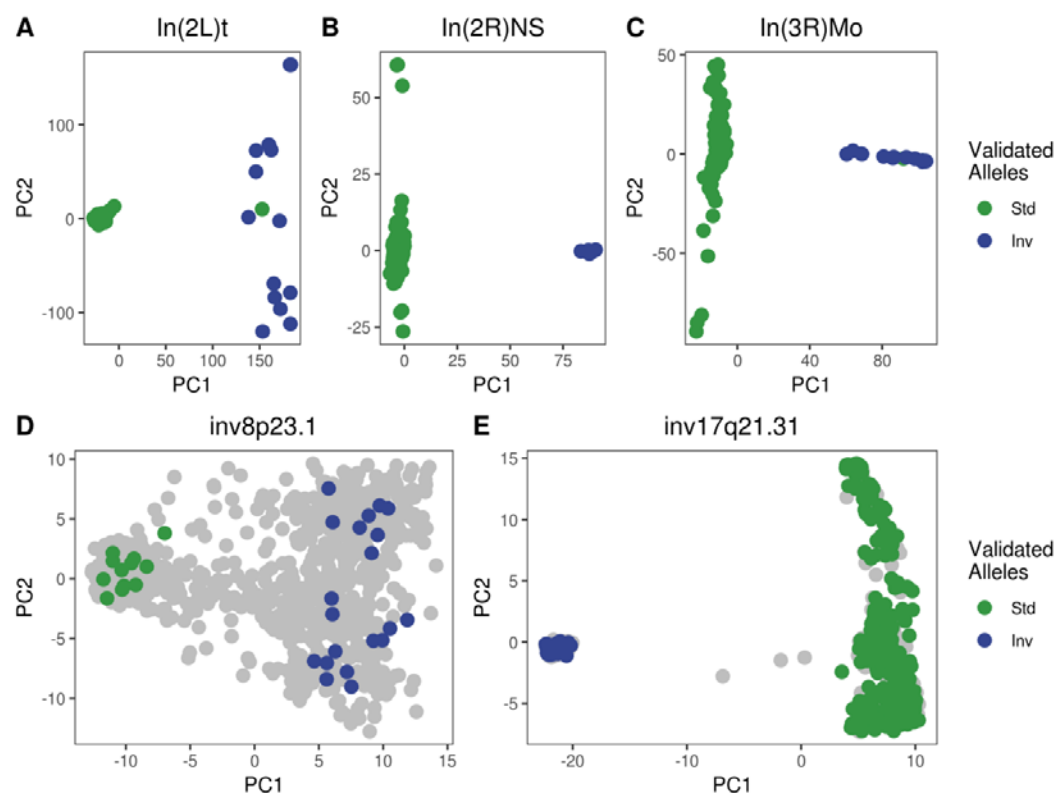 A
In(2L)t
B
In(2R)NS
C
In(3R)Mo
PC2
100
0
-100
0
50
100
150
PC1
PC2
50
25
0
-25
0
25
50
75
PC1
PC2
50
0
-50
0
40
80
PC1
Validated
Alleles
Std
Inv
D
inv8p23.1
E
inv17q21.31
PC2
10
5
0
-5
-10
-10
-5
0
5
10
15
PC1
PC2
15
10
5
0
-5
-20
-10
0
10
PC1
Validated
Alleles
Std
Inv